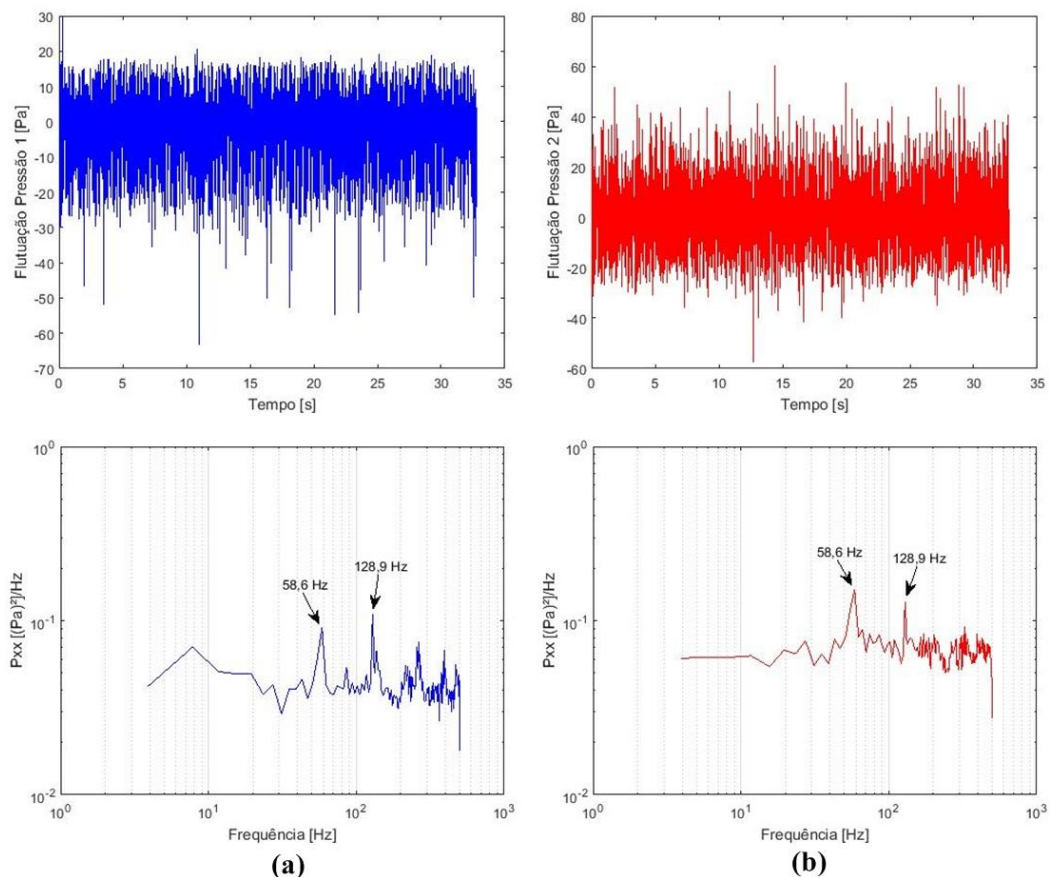 30
20
10
0
-10
-20
-30
-40
-50
-60
-70
Flutuação Pressão 1 [Pa]
0 5 10 15 20 25 30 35
Tempo [s]
80
60
40
20
0
-20
-40
-60
Flutuação Pressão 2 [Pa]
0 5 10 15 20 25 30 35
Tempo [s]
10⁰
10⁻¹
10⁻²
Pxx [(Pa)²]/Hz
58,6 Hz
128,9 Hz
10⁰ 10¹ 10² 10³
Frequência [Hz]
(a)
10⁰
10⁻¹
10⁻²
Pxx [(Pa)²]/Hz
58,6 Hz
128,9 Hz
10⁰ 10¹ 10² 10³
Frequência [Hz]
(b)